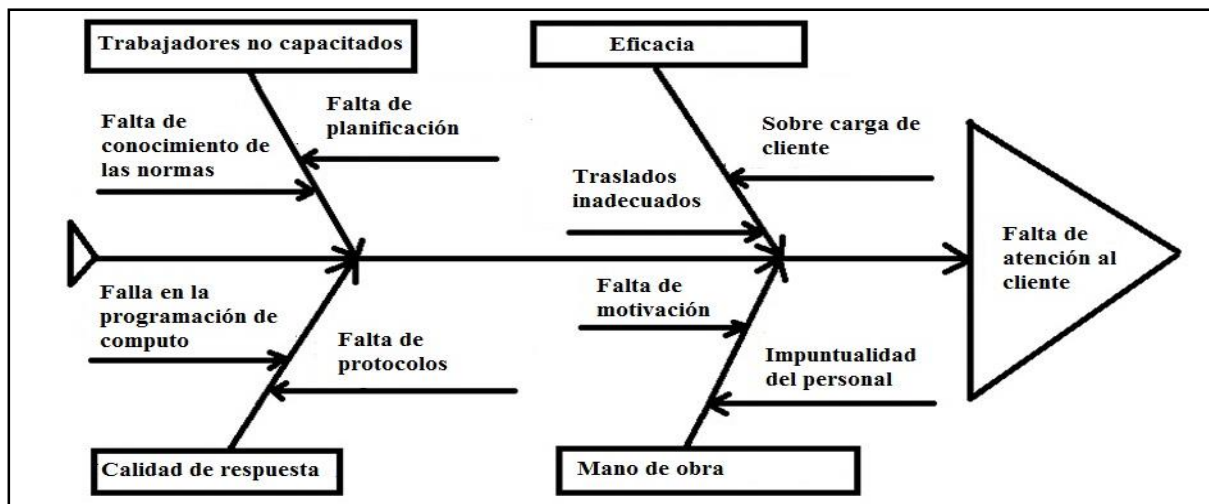 Trabajadores no capacitados
Eficacia
Falta de
planificación
Falta de
conocimiento de
las normas
Sobre carga de
cliente
Traslados
inadecuados
Falta de
atención al
cliente
Falla en la
programación de
computo
Falta de
protocolos
Falta de
motivación
Impuntualidad
del personal
Calidad de respuesta
Mano de obra